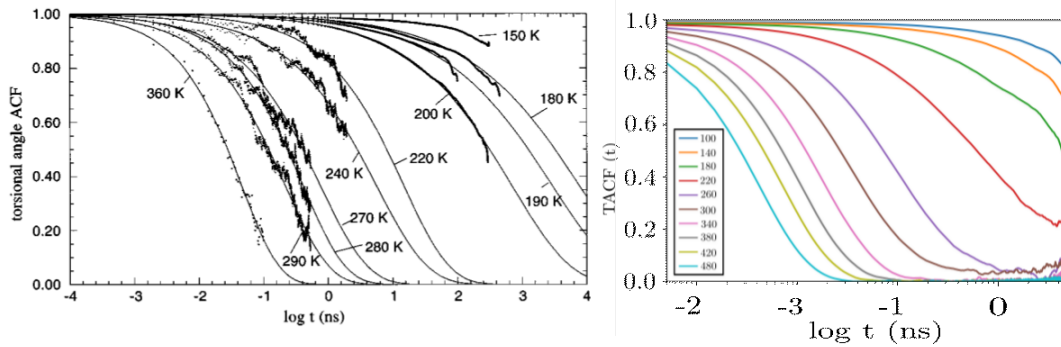 torsional angle ACF
1.00
0.80
0.60
0.40
0.20
0.00
150 K
360 K
200 K
180 K
240 K
220 K
190 K
270 K
280 K
290 K
-4 -3 -2 -1 0 1 2 3 4
log t (ns)
TACF (t)
1.0
0.8
0.6
0.4
0.2
0.0
100
140
180
220
260
300
340
380
420
480
-2 -3 -1 0
log t (ns)